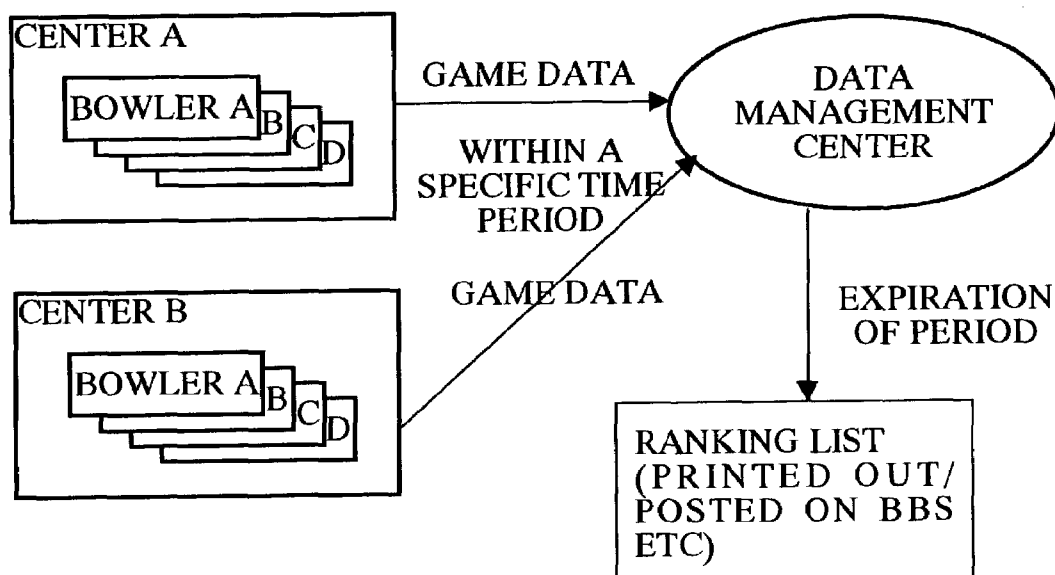 CENTER A
BOWLER A
B
C
D
GAME DATA
WITHIN A
SPECIFIC TIME
PERIOD
DATA
MANAGEMENT
CENTER
CENTER B
BOWLER A
B
C
D
GAME DATA
EXPIRATION
OF PERIOD
RANKING LIST
(PRINTED OUT/
POSTED ON BBS
ETC)